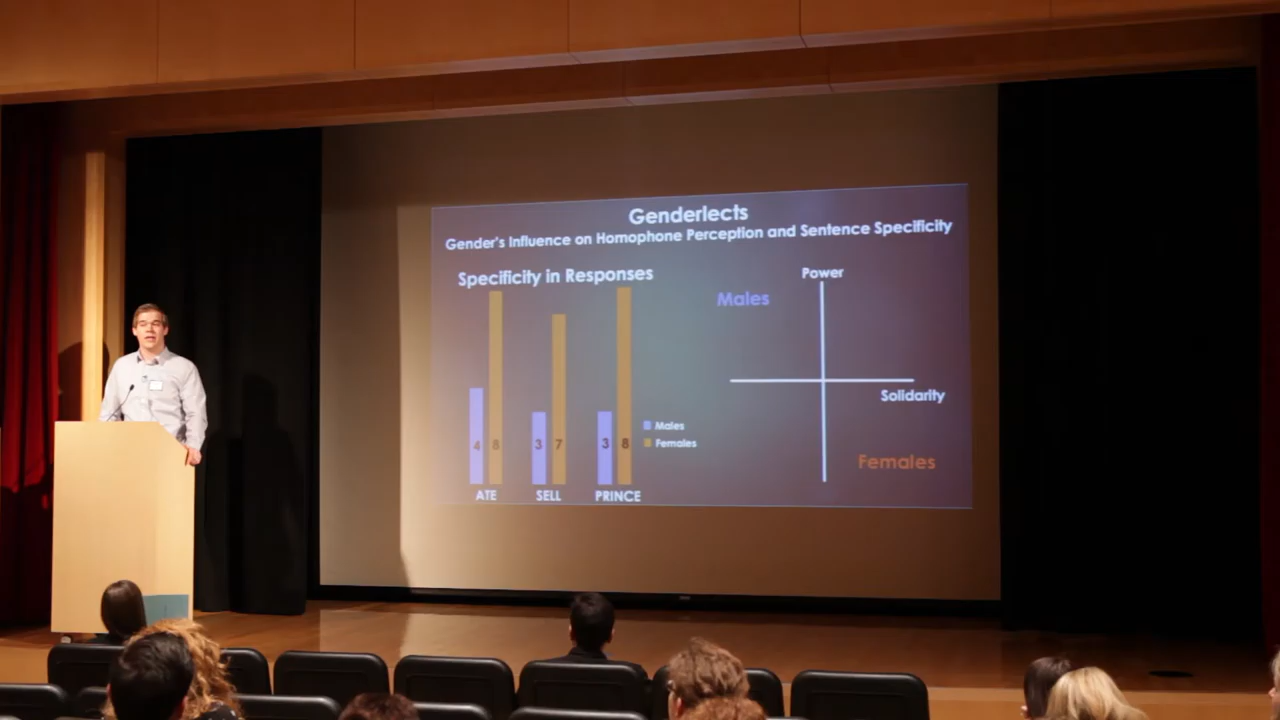 Genderlects
Gender's Influence on Homophone Perception and Sentence Specificity
Specificity in Responses
4 8 3 7 3 8
ATE SELL PRINCE
Males
Females
Power
Males
Solidarity
Females